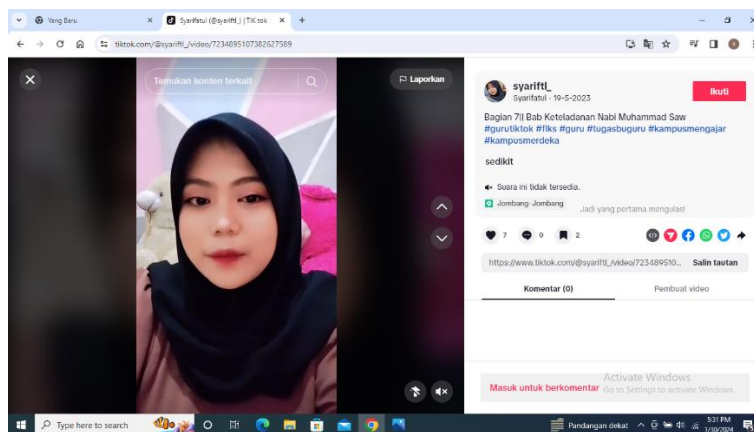 Yang Baru
Syarifatul (@syariftl_) | TikTok
tiktok.com/@syariftl_/video/7234895107382627589
Temukan konten terkait
Laporkan
syariftl_
Syarifatul · 19-5-2023
Ikuti
Bagian 7|| Bab Keteladanan Nabi Muhammad Saw
#gurutiktok #flks #guru #tugasbuguru #kampusmengajar
#kampusmerdeka
sedikit
Suara ini tidak tersedia.
Jombang· Jombang
Jadi yang pertama mengulas!
7
0
2
https://www.tiktok.com/@syariftl_/video/723489510...
Salin tautan
Komentar (0)
Pembuat video
Masuk untuk berkomentar
Activate Windows
Go to Settings to activate Windows.
Type here to search
Pandangan dekat
5:31 PM
1/30/2024